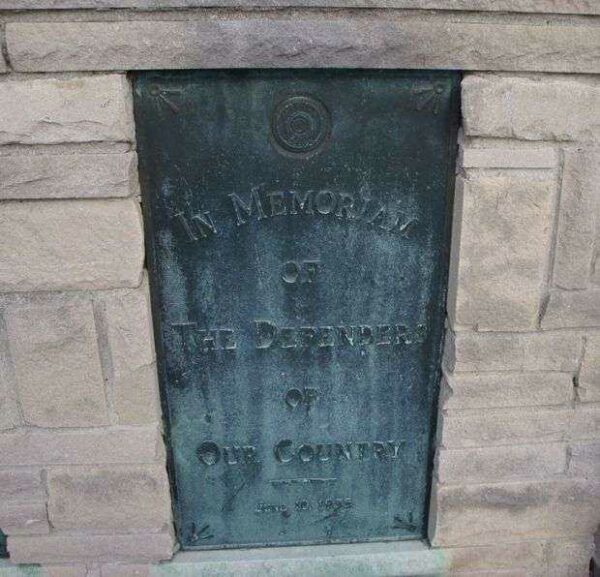 In Memoriam
of
The Defenders
of
Our Country